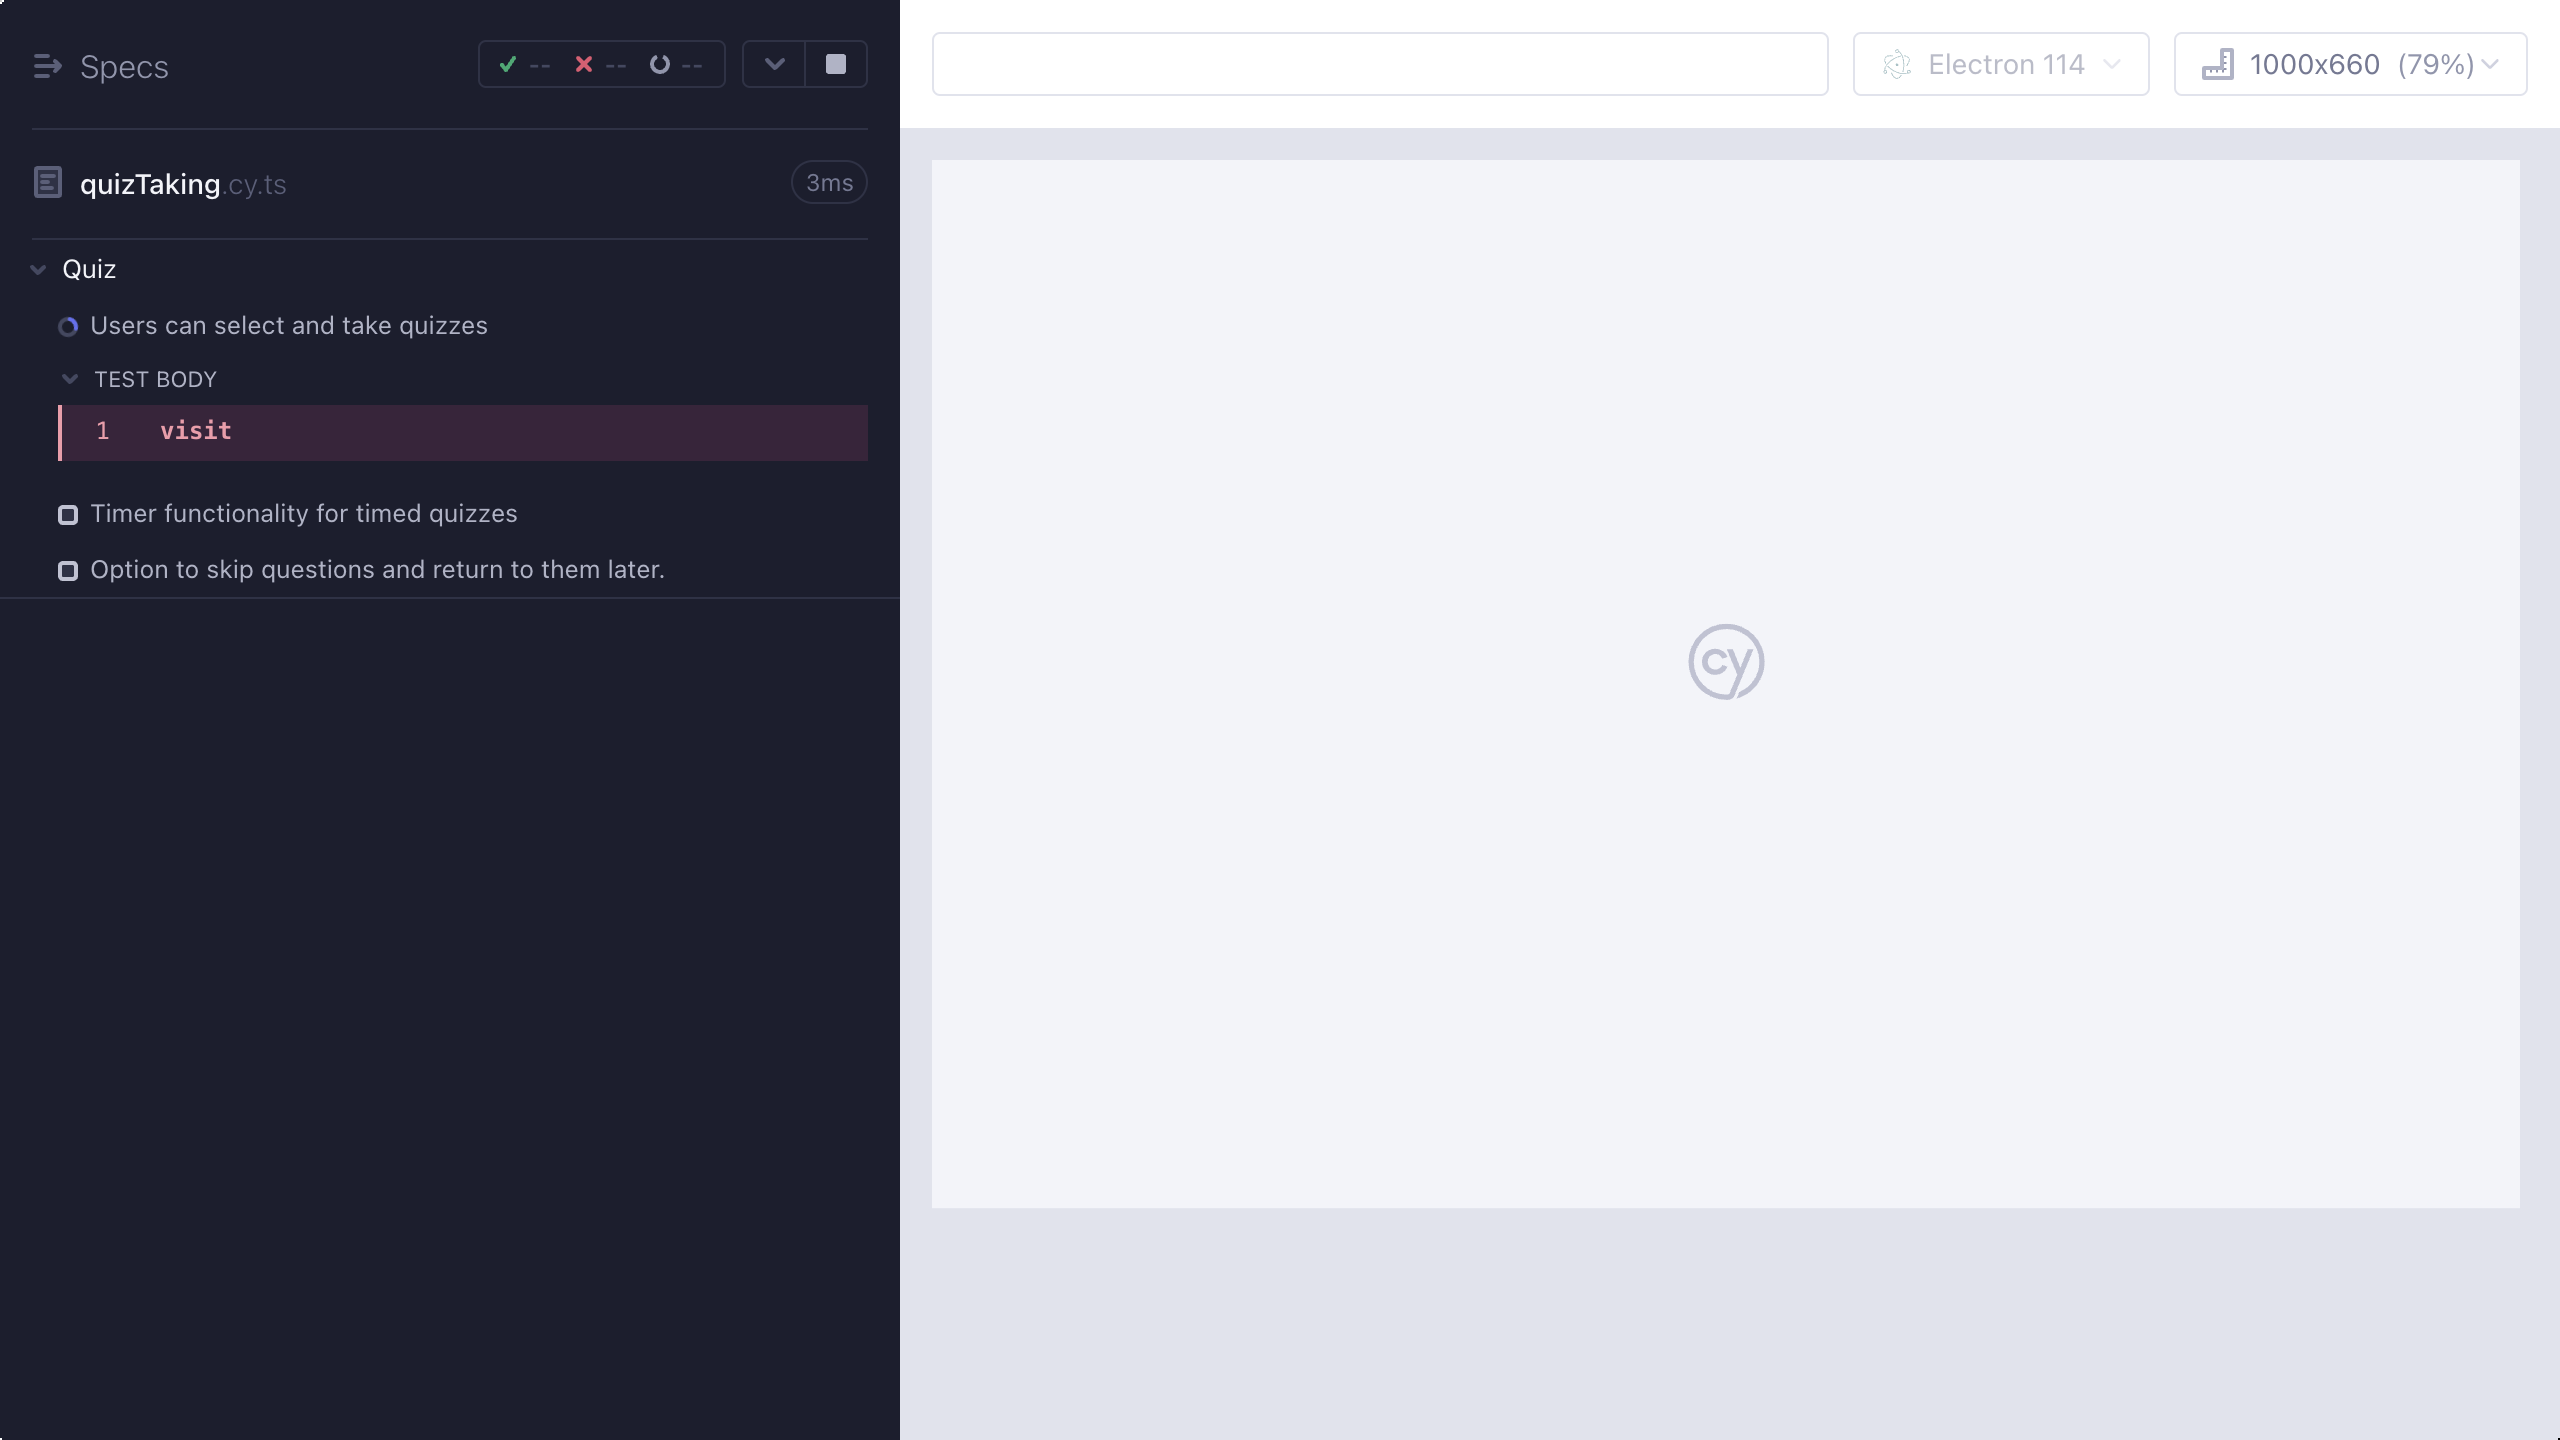 Specs
-- -- --
Electron 114
1000x660 (79%)
quizTaking.cy.ts
3ms
Quiz
Users can select and take quizzes
TEST BODY
1 visit
Timer functionality for timed quizzes
Option to skip questions and return to them later.
cy